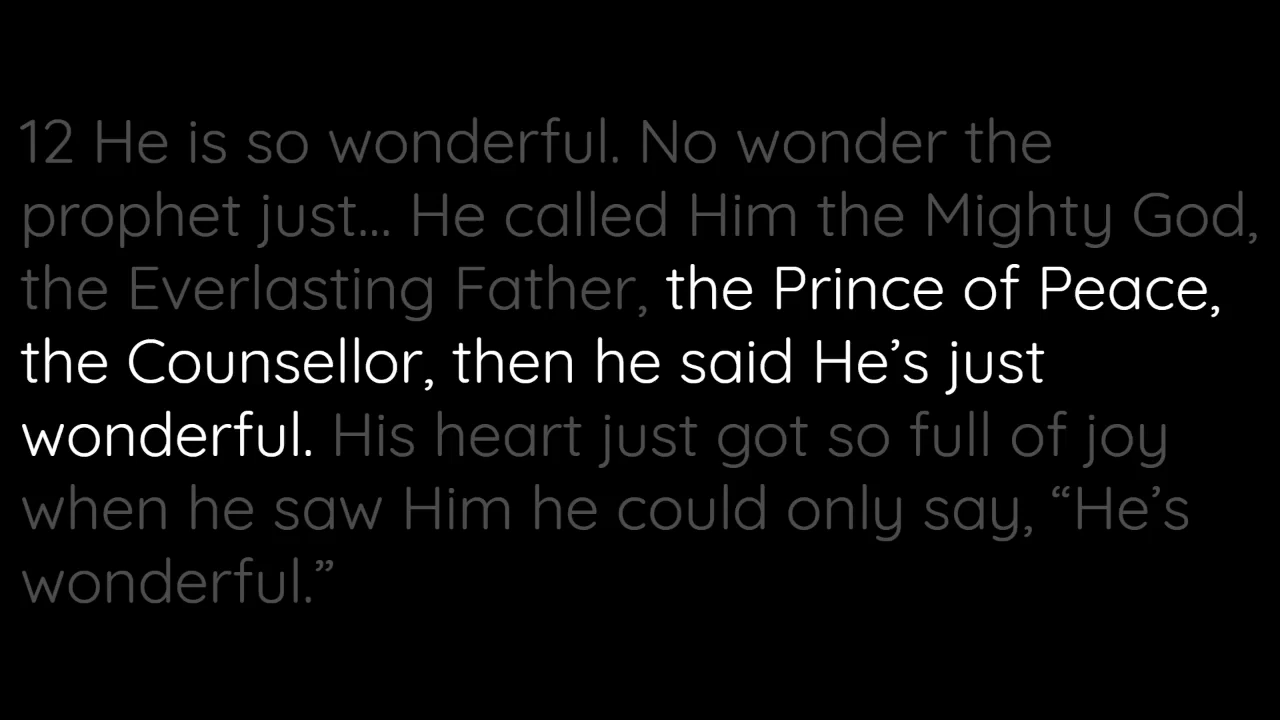 12 He is so wonderful. No wonder the
prophet just... He called Him the Mighty God,
the Everlasting Father, the Prince of Peace,
the Counsellor, then he said He’s just
wonderful. His heart just got so full of joy
when he saw Him he could only say, “He’s
wonderful.”